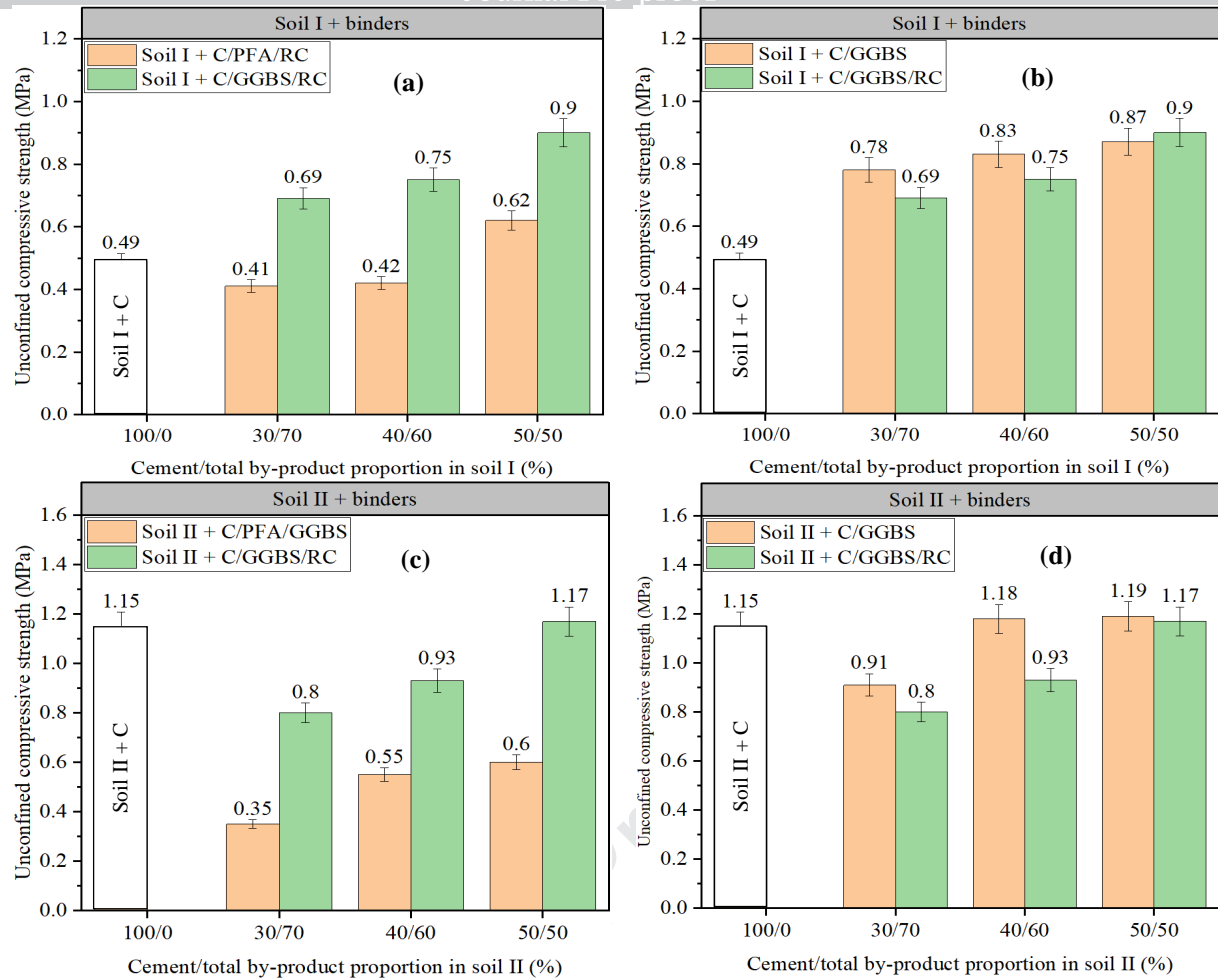 Soil I + binders
Unconfined compressive strength (MPa)
1.2
1.0
0.8
0.6
0.4
0.2
0.0
Soil I + C/PFA/RC
Soil I + C/GGBS/RC
(a)
0.49
0.41
0.69
0.42
0.75
0.62
0.9
Soil I + C
100/0
30/70
40/60
50/50
Cement/total by-product proportion in soil I (%)
Soil I + binders
Unconfined compressive strength (MPa)
1.2
1.0
0.8
0.6
0.4
0.2
0.0
Soil I + C/GGBS
Soil I + C/GGBS/RC
(b)
0.49
0.78
0.69
0.83
0.75
0.87
0.9
Soil I + C
100/0
30/70
40/60
50/50
Cement/total by-product proportion in soil I (%)
Soil II + binders
Unconfined compressive strength (MPa)
1.6
1.4
1.2
1.0
0.8
0.6
0.4
0.2
0.0
Soil II + C/PFA/GGBS
Soil II + C/GGBS/RC
(c)
1.15
0.35
0.8
0.55
0.93
0.6
1.17
Soil II + C
100/0
30/70
40/60
50/50
Cement/total by-product proportion in soil II (%)
Soil II + binders
Unconfined compressive strength (MPa)
1.6
1.4
1.2
1.0
0.8
0.6
0.4
0.2
0.0
Soil II + C/GGBS
Soil II + C/GGBS/RC
(d)
1.15
0.91
0.8
1.18
0.93
1.19
1.17
Soil II + C
100/0
30/70
40/60
50/50
Cement/total by-product proportion in soil II (%)